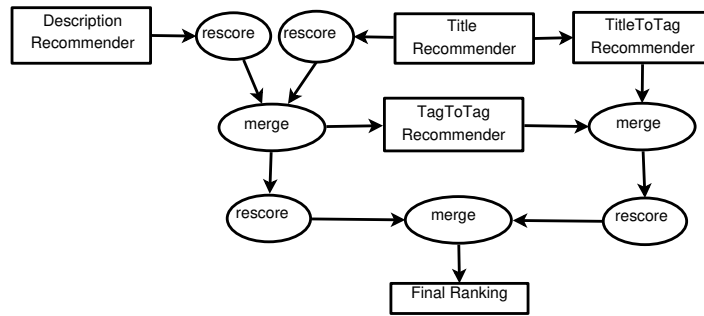 Description
Recommender
rescore
rescore
Title
Recommender
TitleToTag
Recommender
merge
TagToTag
Recommender
merge
rescore
merge
rescore
Final Ranking